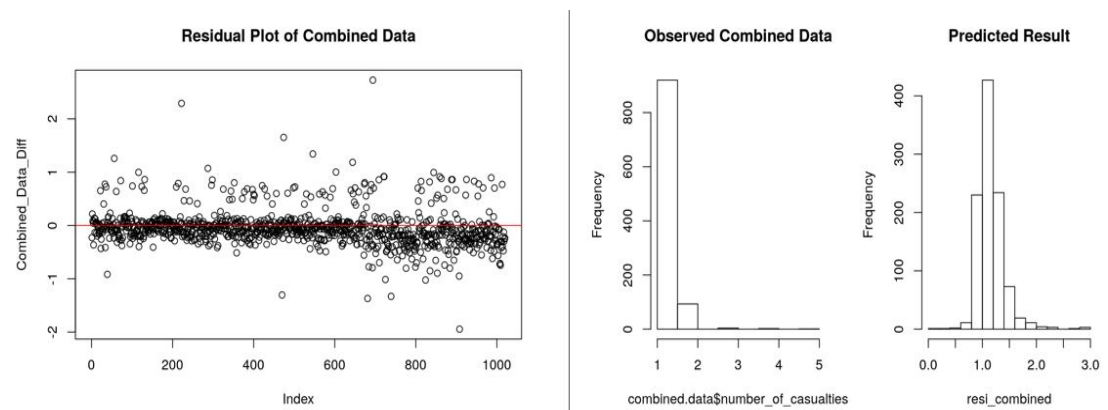 Residual Plot of Combined Data
Combined_Data_Diff
2
1
0
-1
-2
0 200 400 600 800 1000
Index
Observed Combined Data
Frequency
800
600
400
200
0
1 2 3 4 5
combined.data$number_of_casualties
Predicted Result
Frequency
400
300
200
100
0
0.0 1.0 2.0 3.0
resi_combined